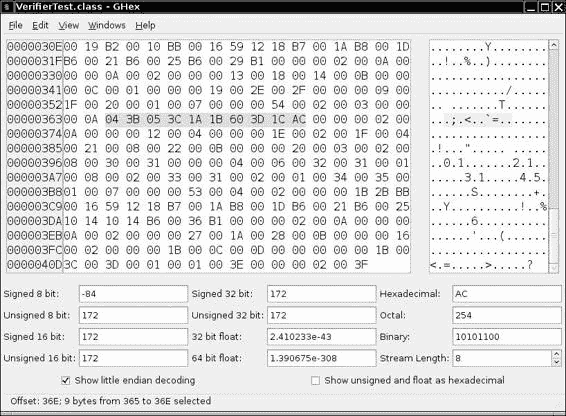 VerifierTest.class - GHex
File Edit View Windows Help
0000030E 00 19 B2 00 10 BB 00 16 59 12 18 B7 00 1A B8 00 1D ........Y........
0000031F B6 00 21 B6 00 25 B6 00 29 B1 00 00 00 02 00 00 00 ..!..%..)........
00000330 00 00 0A 00 02 00 00 00 13 00 18 00 14 00 0B 00 00 .................
00000341 00 0C 00 01 00 00 00 19 00 2E 00 2F 00 00 00 09 00 .........../.....
00000352 1F 00 20 00 01 00 07 00 00 00 54 00 02 00 03 00 00 .. .......T......
00000363 00 0A 04 3B 05 3C 1A 1B 60 3D 1C AC 00 00 00 02 00 ...;.<..`=.......
00000374 0A 00 00 00 12 00 04 00 00 00 1E 00 02 00 1F 00 04 .................
00000385 00 21 00 08 00 22 00 0B 00 00 00 20 00 03 00 02 00 .!..."..... .....
00000396 08 00 30 00 31 00 00 00 04 00 06 00 32 00 31 00 01 ..0.1.......2.1..
000003A7 00 08 00 02 00 33 00 31 00 02 00 01 00 34 00 35 00 .....3.1.....4.5.
000003B8 01 00 07 00 00 00 53 00 04 00 02 00 00 00 1B 2B BB ......S........+.
000003C9 00 16 59 12 18 B7 00 1A B8 00 1D B6 00 21 B6 00 25 ..Y..........!..%
000003DA 10 14 10 14 B6 00 36 B1 00 00 00 02 00 0A 00 00 00 ......6..........
000003EB 0A 00 02 00 00 00 27 00 1A 00 28 00 0B 00 00 00 16 ......'...(......
000003FC 00 02 00 00 00 1B 00 0C 00 0D 00 00 00 00 00 1B 00 .................
0000040D 3C 00 3D 00 01 00 01 00 3E 00 00 00 02 00 3F <.=.....>.....?
Signed 8 bit: -84 Signed 32 bit: 172 Hexadecimal: AC
Unsigned 8 bit: 172 Unsigned 32 bit: 172 Octal: 254
Signed 16 bit: 172 32 bit float: 2.410233e-43 Binary: 10101100
Unsigned 16 bit: 172 64 bit float: 1.390675e-308 Stream Length: 8
Show little endian decoding Show unsigned and float as hexadecimal
Offset: 36E; 9 bytes from 365 to 36E selected